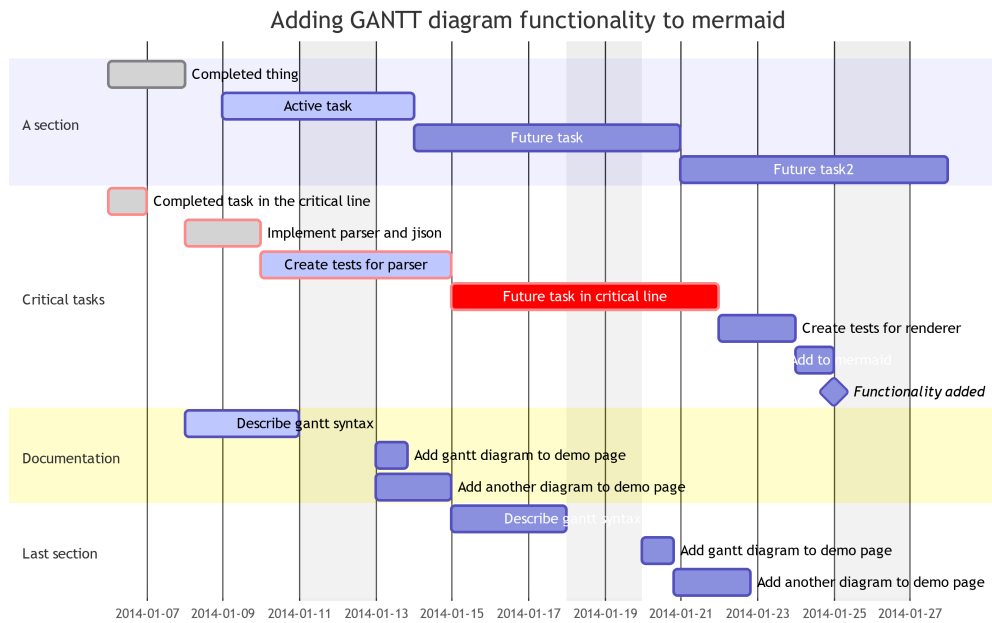 Adding GANTT diagram functionality to mermaid
A section
Completed thing
Active task
Future task
Future task2
Critical tasks
Completed task in the critical line
Implement parser and jison
Create tests for parser
Future task in critical line
Create tests for renderer
Add to mermaid
Functionality added
Documentation
Describe gantt syntax
Add gantt diagram to demo page
Add another diagram to demo page
Last section
Describe gantt syntax
Add gantt diagram to demo page
Add another diagram to demo page
2014-01-07 2014-01-09 2014-01-11 2014-01-13 2014-01-15 2014-01-17 2014-01-19 2014-01-21 2014-01-23 2014-01-25 2014-01-27